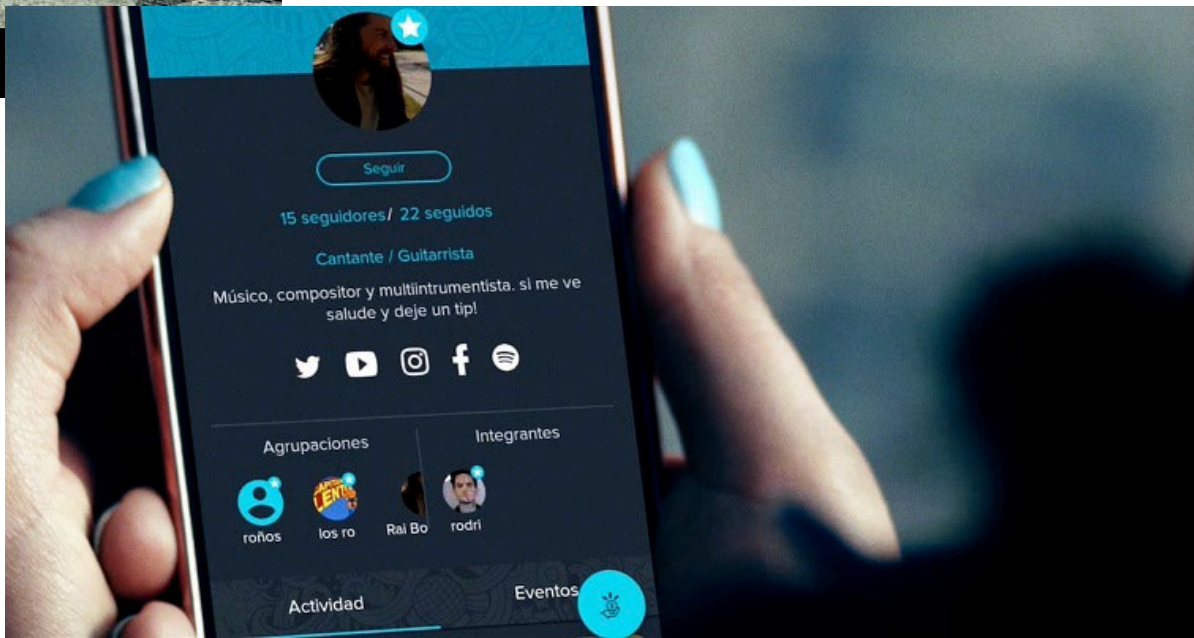 Seguir
15 seguidores/ 22 seguidos
Cantante / Guitarrista
Músico, compositor y multiintrumentista. si me ve
salude y deje un tip!
Agrupaciones
Integrantes
roños
los ro
Rai Bo
rodri
Actividad
Eventos